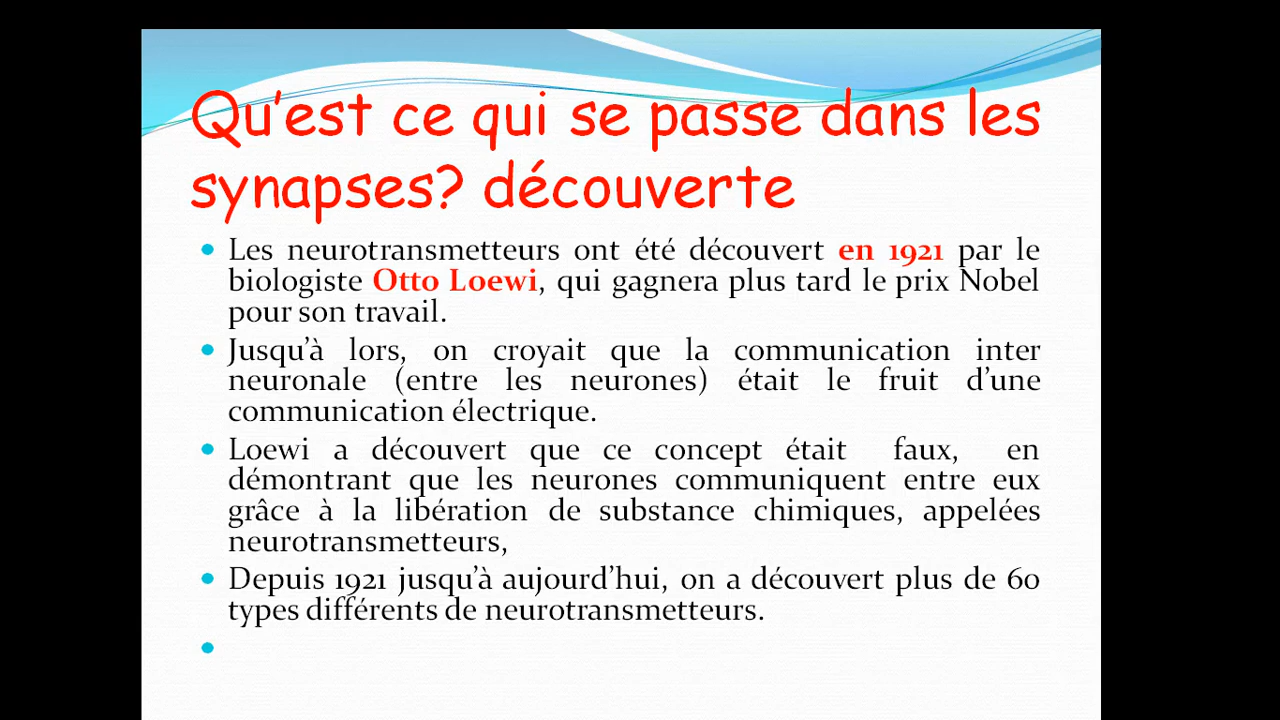 Qu'est ce qui se passe dans les
synapses? découverte
• Les neurotransmetteurs ont été découvert en 1921 par le
biologiste Otto Loewi, qui gagnera plus tard le prix Nobel
pour son travail.
• Jusqu'à lors, on croyait que la communication inter
neuronale (entre les neurones) était le fruit d'une
communication électrique.
• Loewi a découvert que ce concept était faux, en
démontrant que les neurones communiquent entre eux
grâce à la libération de substance chimiques, appelées
neurotransmetteurs,
• Depuis 1921 jusqu'à aujourd'hui, on a découvert plus de 60
types différents de neurotransmetteurs.
•